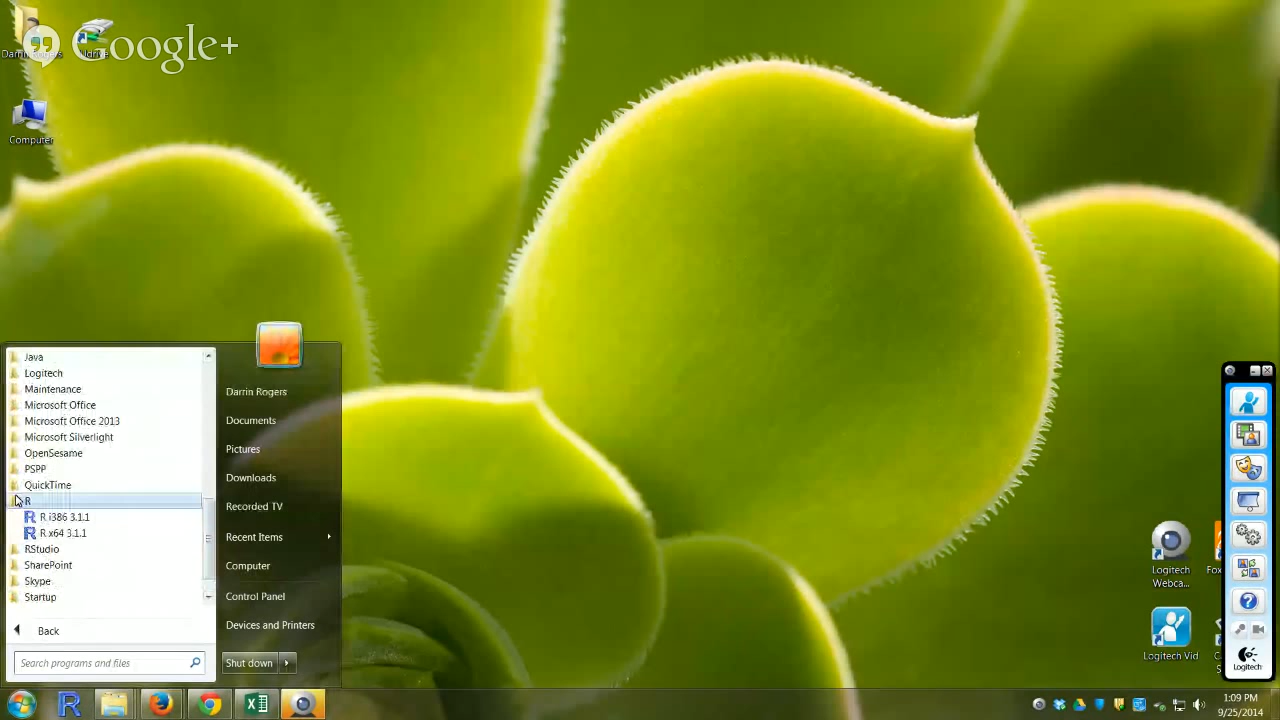 Google+
Computer
Java
Logitech
Maintenance
Microsoft Office
Microsoft Office 2013
Microsoft Silverlight
OpenSesame
PSPP
QuickTime
R
R i386 3.1.1
R x64 3.1.1
RStudio
SharePoint
Skype
Startup
Back
Search programs and files
Darrin Rogers
Documents
Pictures
Downloads
Recorded TV
Recent Items
Computer
Control Panel
Devices and Printers
Shut down
Logitech
Webca...
Logitech Vid
Logitech
1:09 PM
9/25/2014